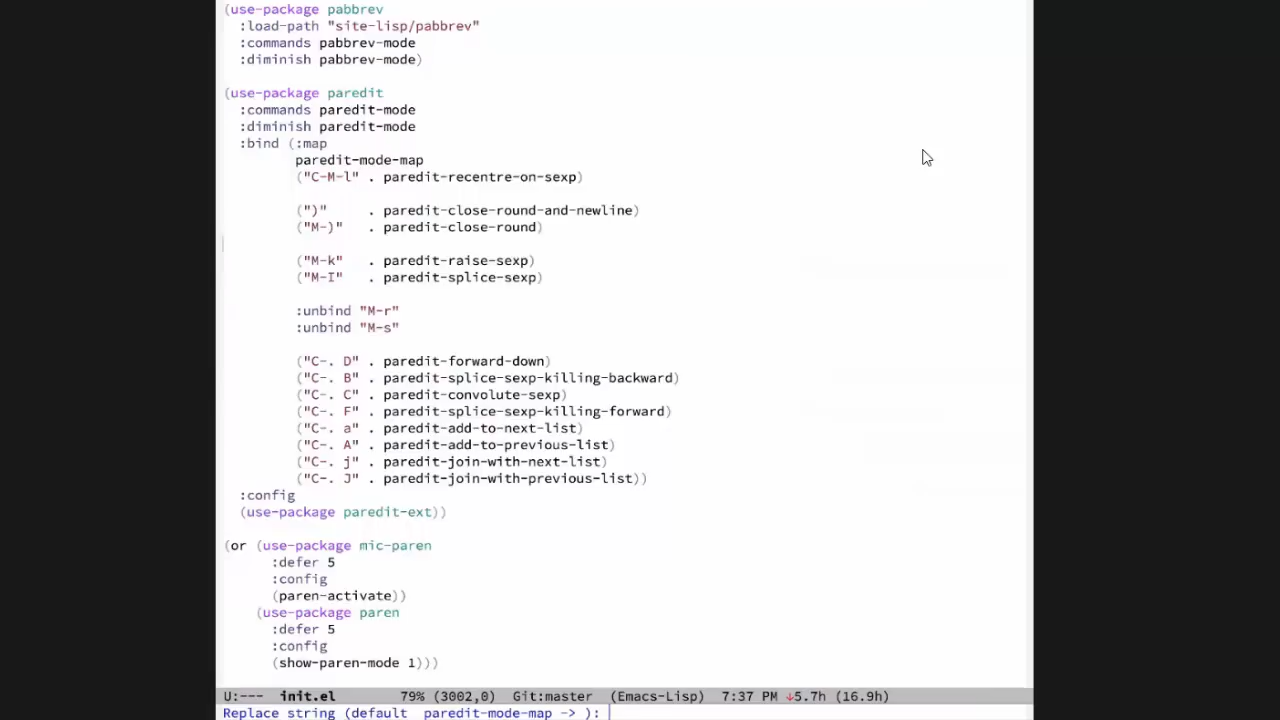 (use-package pabbrev
  :load-path "site-lisp/pabbrev"
  :commands pabbrev-mode
  :diminish pabbrev-mode)

(use-package paredit
  :commands paredit-mode
  :diminish paredit-mode
  :bind (:map
         paredit-mode-map
         ("C-M-l" . paredit-recentre-on-sexp)

         (")"     . paredit-close-round-and-newline)
         ("M-)"   . paredit-close-round)

         ("M-k"   . paredit-raise-sexp)
         ("M-I"   . paredit-splice-sexp)

         :unbind "M-r"
         :unbind "M-s"

         ("C-. D" . paredit-forward-down)
         ("C-. B" . paredit-splice-sexp-killing-backward)
         ("C-. C" . paredit-convolute-sexp)
         ("C-. F" . paredit-splice-sexp-killing-forward)
         ("C-. a" . paredit-add-to-next-list)
         ("C-. A" . paredit-add-to-previous-list)
         ("C-. j" . paredit-join-with-next-list)
         ("C-. J" . paredit-join-with-previous-list))
  :config
  (use-package paredit-ext))

(or (use-package mic-paren
      :defer 5
      :config
      (paren-activate))
    (use-package paren
      :defer 5
      :config
      (show-paren-mode 1)))
U:---  init.el        79% (3002,0)  Git:master  (Emacs-Lisp)  7:37 PM ↓5.7h (16.9h)
Replace string (default  paredit-mode-map -> ):